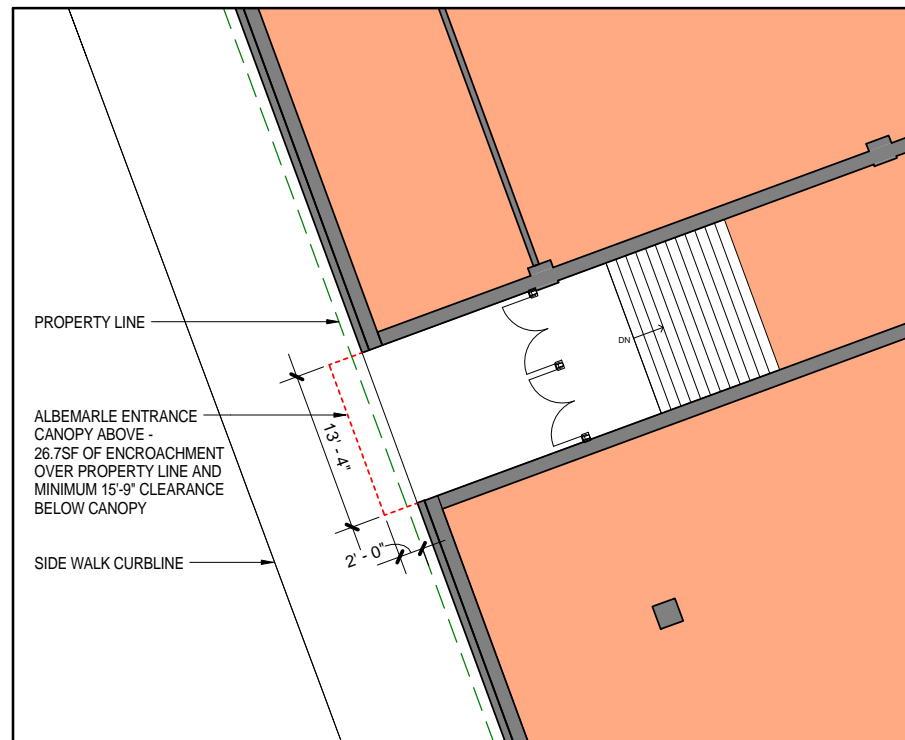 PROPERTY LINE
ALBEMARLE ENTRANCE
CANOPY ABOVE -
26.7SF OF ENCROACHMENT
OVER PROPERTY LINE AND
MINIMUM 15'-9" CLEARANCE
BELOW CANOPY
SIDE WALK CURBLINE
13' - 4"
2' - 0"
DN